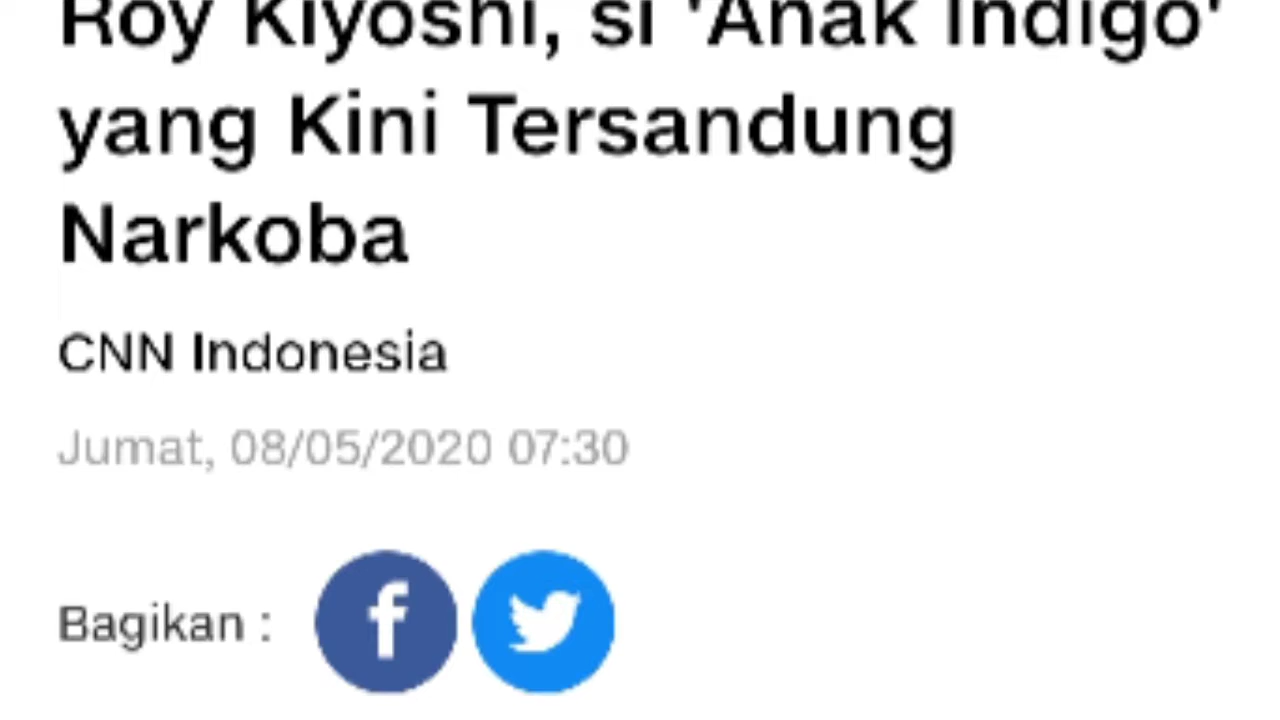 Roy Kiyoshi, si 'Anak Indigo'
yang Kini Tersandung
Narkoba
CNN Indonesia
Jumat, 08/05/2020 07:30
Bagikan :